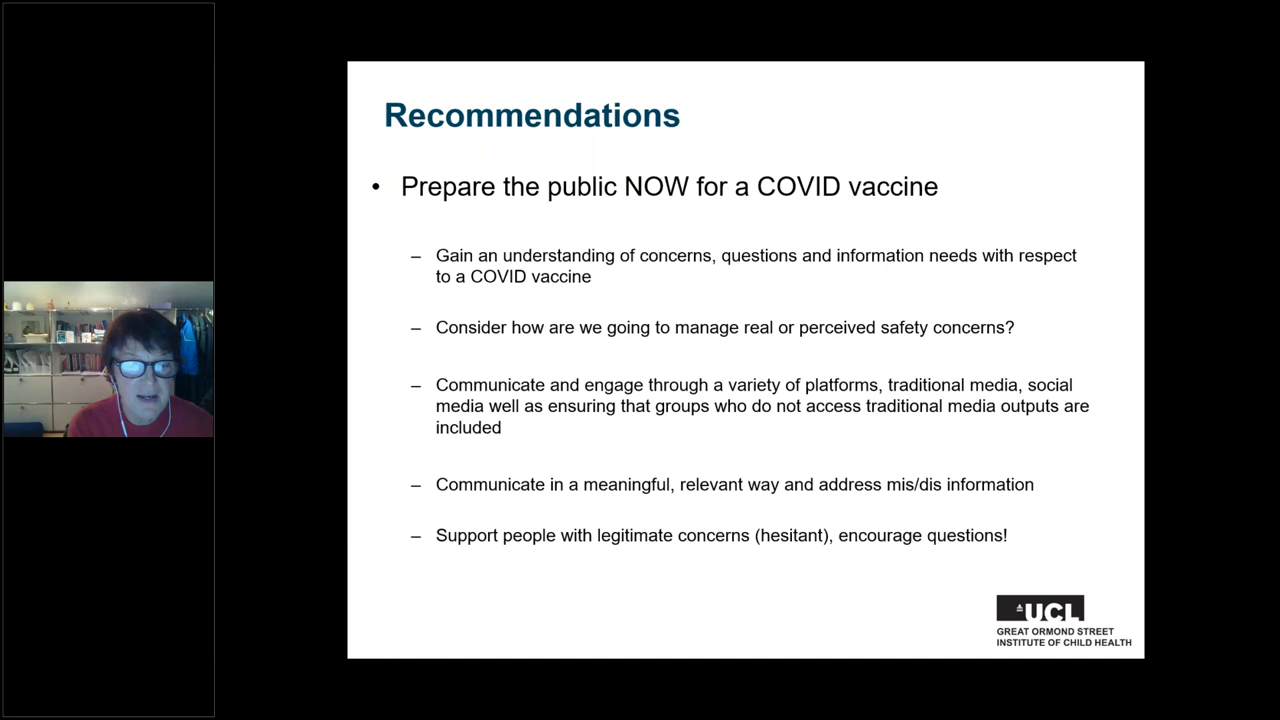 Recommendations
• Prepare the public NOW for a COVID vaccine
– Gain an understanding of concerns, questions and information needs with respect
to a COVID vaccine
– Consider how are we going to manage real or perceived safety concerns?
– Communicate and engage through a variety of platforms, traditional media, social
media well as ensuring that groups who do not access traditional media outputs are
included
– Communicate in a meaningful, relevant way and address mis/dis information
– Support people with legitimate concerns (hesitant), encourage questions!
UCL
GREAT ORMOND STREET
INSTITUTE OF CHILD HEALTH